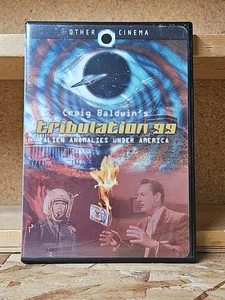 OTHER CINEMA
Craig Baldwin's
tribulation 99
ALIEN ANOMALIES UNDER AMERICA